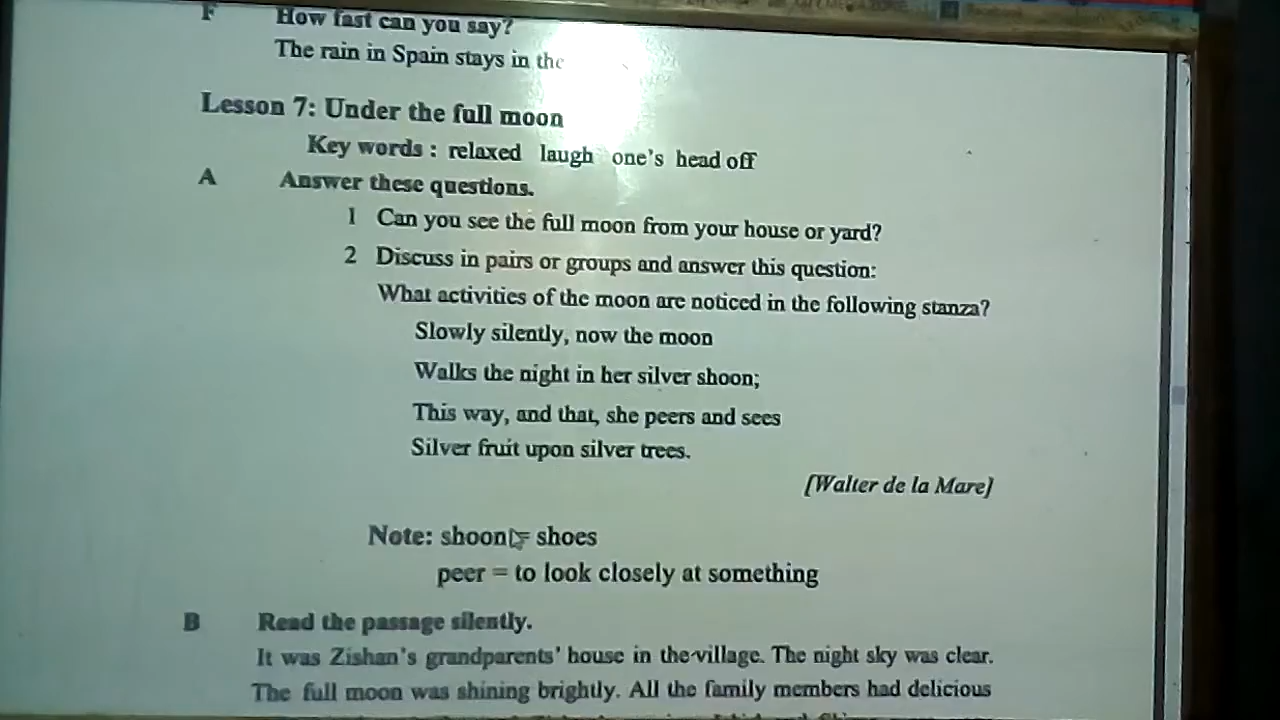 F How fast can you say?
The rain in Spain stays in the
Lesson 7: Under the full moon
Key words : relaxed laugh one's head off
A Answer these questions.
1 Can you see the full moon from your house or yard?
2 Discuss in pairs or groups and answer this question:
What activities of the moon are noticed in the following stanza?
Slowly silently, now the moon
Walks the night in her silver shoon;
This way, and that, she peers and sees
Silver fruit upon silver trees.
[Walter de la Mare]
Note: shoon = shoes
peer = to look closely at something
B Read the passage silently.
It was Zishan's grandparents' house in the village. The night sky was clear.
The full moon was shining brightly. All the family members had delicious